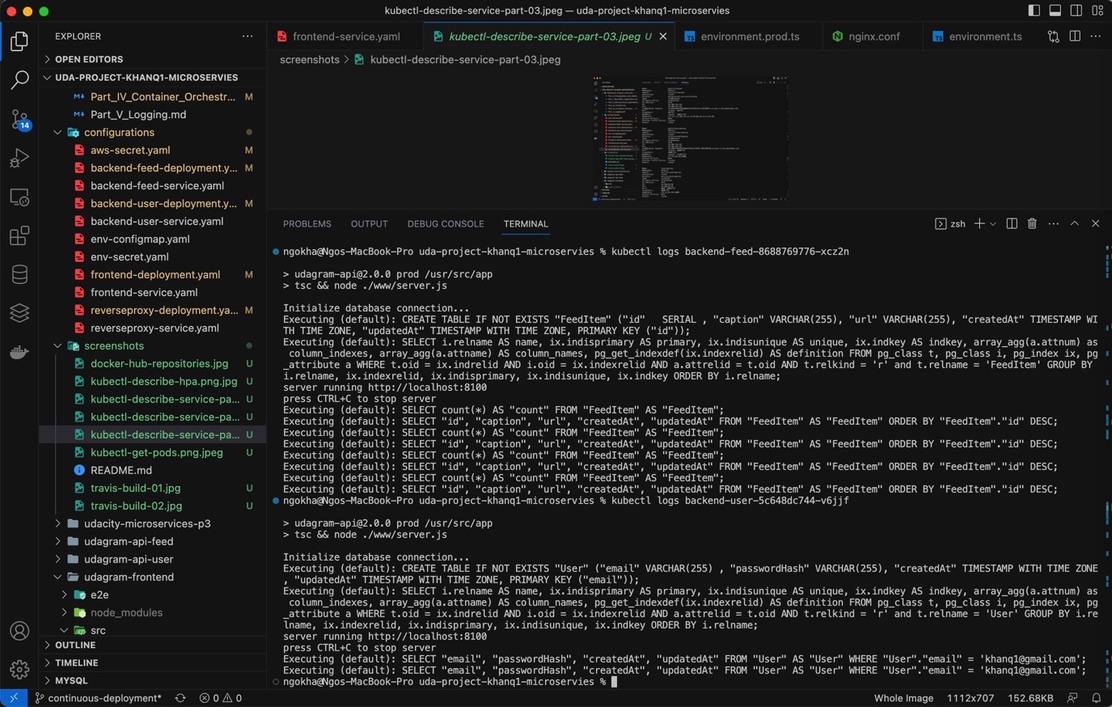 kubectl-describe-service-part-03.jpeg — uda-project-khanq1-microservies
EXPLORER
OPEN EDITORS
UDA-PROJECT-KHANQ1-MICROSERVIES
Part_IV_Container_Orchestr... M
Part_V_Logging.md
configurations
aws-secret.yaml M
backend-feed-deployment.y... M
backend-feed-service.yaml
backend-user-deployment.y... M
backend-user-service.yaml
env-configmap.yaml
env-secret.yaml
frontend-deployment.yaml M
frontend-service.yaml
reverseproxy-deployment.ya... M
reverseproxy-service.yaml
screenshots
docker-hub-repositories.jpg U
kubectl-describe-hpa.png.jpg U
kubectl-describe-service-pa... U
kubectl-describe-service-pa... U
kubectl-describe-service-pa... U
kubectl-get-pods.png.jpeg U
README.md
travis-build-01.jpg U
travis-build-02.jpg U
udacity-microservices-p3
udagram-api-feed
udagram-api-user
udagram-frontend
e2e
node_modules
src
OUTLINE
TIMELINE
MYSQL
14
frontend-service.yaml
kubectl-describe-service-part-03.jpeg U
environment.prod.ts
nginx.conf
environment.ts
screenshots > kubectl-describe-service-part-03.jpeg
PROBLEMS OUTPUT DEBUG CONSOLE TERMINAL
zsh
ngokha@Ngos-MacBook-Pro uda-project-khanq1-microservies % kubectl logs backend-feed-8688769776-xcz2n
> udagram-api@2.0.0 prod /usr/src/app
> tsc && node ./www/server.js
Initialize database connection...
Executing (default): CREATE TABLE IF NOT EXISTS "FeedItem" ("id"   SERIAL , "caption" VARCHAR(255), "url" VARCHAR(255), "createdAt" TIMESTAMP WI
TH TIME ZONE, "updatedAt" TIMESTAMP WITH TIME ZONE, PRIMARY KEY ("id"));
Executing (default): SELECT i.relname AS name, ix.indisprimary AS primary, ix.indisunique AS unique, ix.indkey AS indkey, array_agg(a.attnum) as
 column_indexes, array_agg(a.attname) AS column_names, pg_get_indexdef(ix.indexrelid) AS definition FROM pg_class t, pg_class i, pg_index ix, pg
_attribute a WHERE t.oid = ix.indrelid AND i.oid = ix.indexrelid AND a.attrelid = t.oid AND t.relkind = 'r' and t.relname = 'FeedItem' GROUP BY
i.relname, ix.indexrelid, ix.indisprimary, ix.indisunique, ix.indkey ORDER BY i.relname;
server running http://localhost:8100
press CTRL+C to stop server
Executing (default): SELECT count(*) AS "count" FROM "FeedItem" AS "FeedItem";
Executing (default): SELECT "id", "caption", "url", "createdAt", "updatedAt" FROM "FeedItem" AS "FeedItem" ORDER BY "FeedItem"."id" DESC;
Executing (default): SELECT count(*) AS "count" FROM "FeedItem" AS "FeedItem";
Executing (default): SELECT "id", "caption", "url", "createdAt", "updatedAt" FROM "FeedItem" AS "FeedItem" ORDER BY "FeedItem"."id" DESC;
Executing (default): SELECT count(*) AS "count" FROM "FeedItem" AS "FeedItem";
Executing (default): SELECT "id", "caption", "url", "createdAt", "updatedAt" FROM "FeedItem" AS "FeedItem" ORDER BY "FeedItem"."id" DESC;
Executing (default): SELECT count(*) AS "count" FROM "FeedItem" AS "FeedItem";
Executing (default): SELECT "id", "caption", "url", "createdAt", "updatedAt" FROM "FeedItem" AS "FeedItem" ORDER BY "FeedItem"."id" DESC;
ngokha@Ngos-MacBook-Pro uda-project-khanq1-microservies % kubectl logs backend-user-5c648dc744-v6jjf
> udagram-api@2.0.0 prod /usr/src/app
> tsc && node ./www/server.js
Initialize database connection...
Executing (default): CREATE TABLE IF NOT EXISTS "User" ("email" VARCHAR(255) , "passwordHash" VARCHAR(255), "createdAt" TIMESTAMP WITH TIME ZONE
, "updatedAt" TIMESTAMP WITH TIME ZONE, PRIMARY KEY ("email"));
Executing (default): SELECT i.relname AS name, ix.indisprimary AS primary, ix.indisunique AS unique, ix.indkey AS indkey, array_agg(a.attnum) as
 column_indexes, array_agg(a.attname) AS column_names, pg_get_indexdef(ix.indexrelid) AS definition FROM pg_class t, pg_class i, pg_index ix, pg
_attribute a WHERE t.oid = ix.indrelid AND i.oid = ix.indexrelid AND a.attrelid = t.oid AND t.relkind = 'r' and t.relname = 'User' GROUP BY i.re
lname, ix.indexrelid, ix.indisprimary, ix.indisunique, ix.indkey ORDER BY i.relname;
server running http://localhost:8100
press CTRL+C to stop server
Executing (default): SELECT "email", "passwordHash", "createdAt", "updatedAt" FROM "User" AS "User" WHERE "User"."email" = 'khanq1@gmail.com';
Executing (default): SELECT "email", "passwordHash", "createdAt", "updatedAt" FROM "User" AS "User" WHERE "User"."email" = 'khanq1@gmail.com';
ngokha@Ngos-MacBook-Pro uda-project-khanq1-microservies %
continuous-deployment* 0 0 Whole Image 1112x707 152.68KB